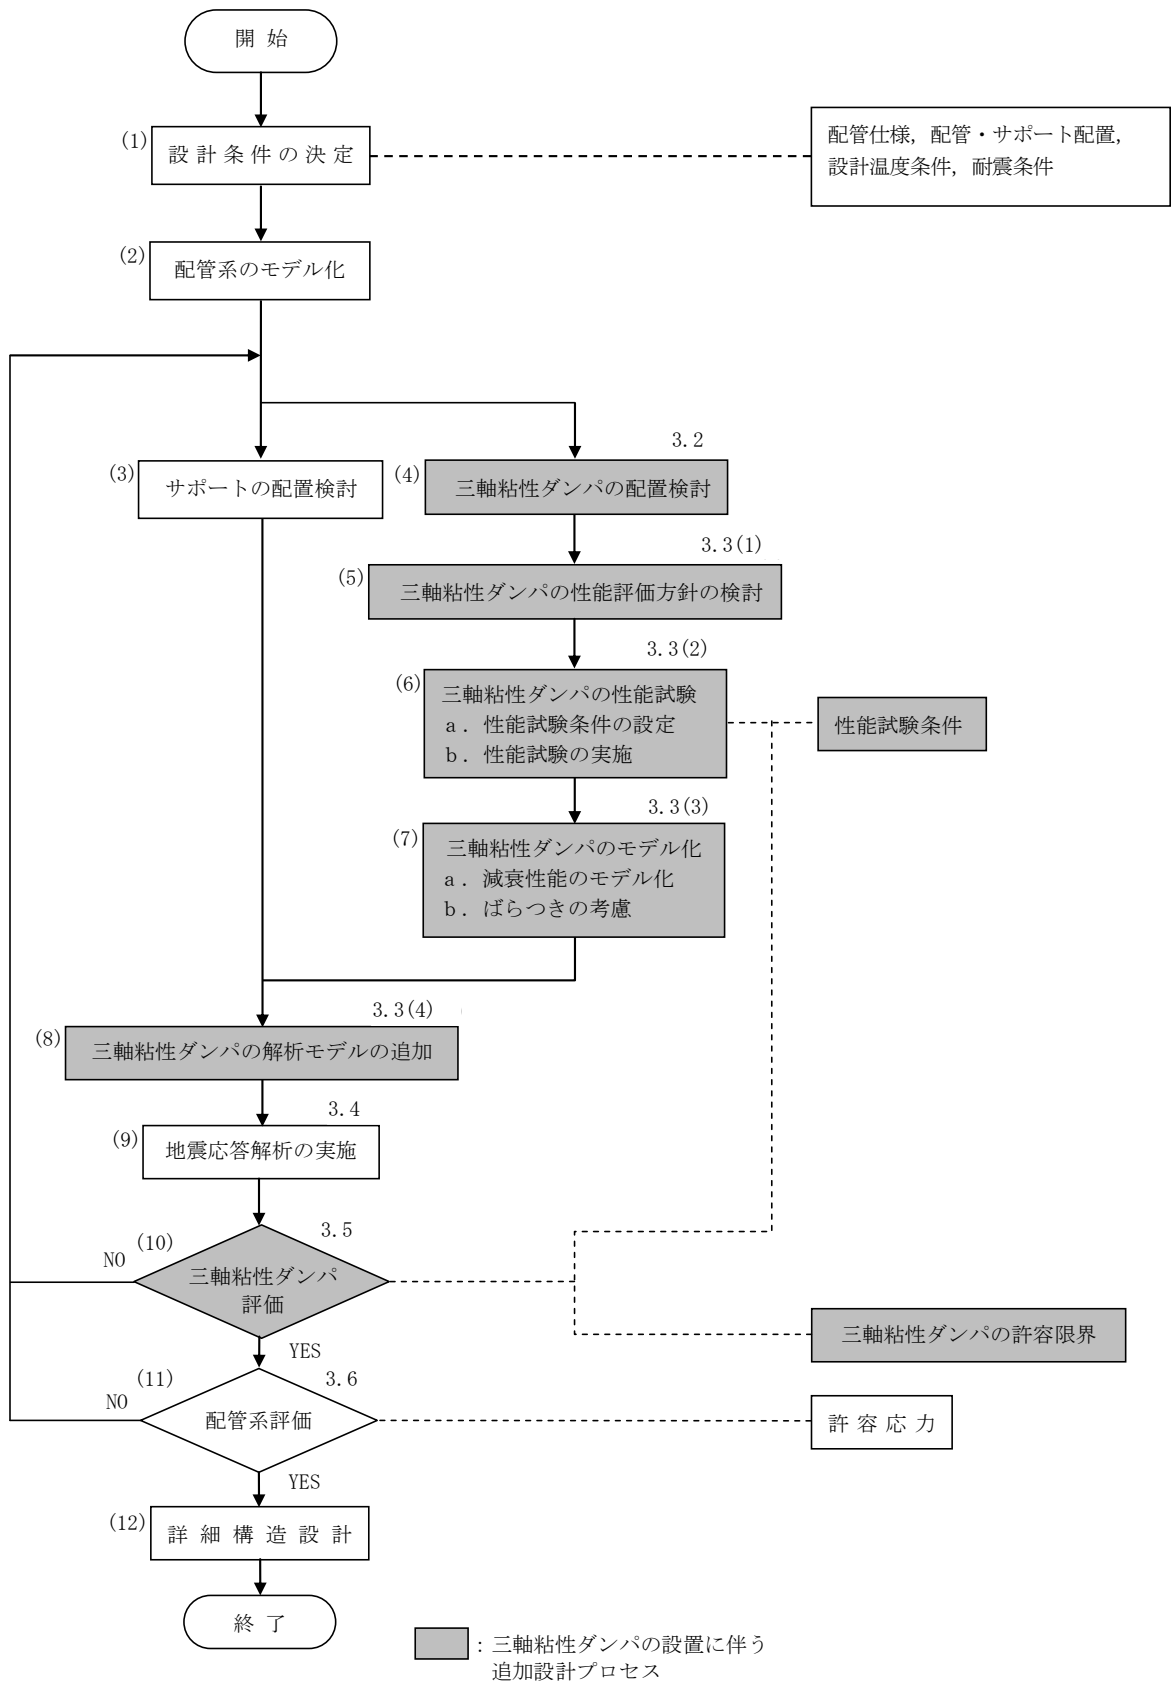 開 始
(1)
設 計 条 件 の 決 定
配管仕様，配管・サポート配置，
設計温度条件，耐震条件
(2)
配管系のモデル化
3.2
(3)
サポートの配置検討
(4)
三軸粘性ダンパの配置検討
3.3(1)
(5)
三軸粘性ダンパの性能評価方針の検討
3.3(2)
(6)
三軸粘性ダンパの性能試験
a．性能試験条件の設定
b．性能試験の実施
性能試験条件
3.3(3)
(7)
三軸粘性ダンパのモデル化
a．減衰性能のモデル化
b．ばらつきの考慮
3.3(4)
(8)
三軸粘性ダンパの解析モデルの追加
3.4
(9)
地震応答解析の実施
3.5
(10)
NO
三軸粘性ダンパ
評価
YES
三軸粘性ダンパの許容限界
3.6
(11)
NO
配管系評価
許 容 応 力
YES
(12)
詳 細 構 造 設 計
終 了
：三軸粘性ダンパの設置に伴う
追加設計プロセス